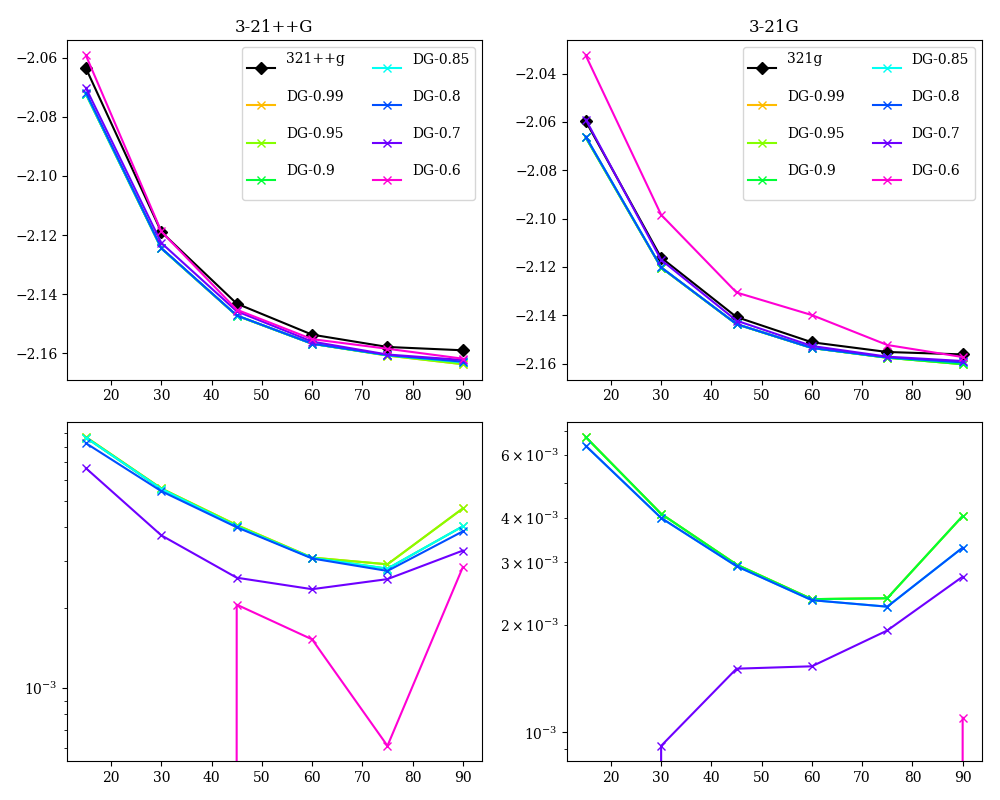 3-21++G
3-21G
−2.06
−2.08
−2.10
−2.12
−2.14
−2.16
321++g
DG-0.99
DG-0.95
DG-0.9
DG-0.85
DG-0.8
DG-0.7
DG-0.6
20 30 40 50 60 70 80 90
−2.04
−2.06
−2.08
−2.10
−2.12
−2.14
−2.16
321g
DG-0.99
DG-0.95
DG-0.9
DG-0.85
DG-0.8
DG-0.7
DG-0.6
20 30 40 50 60 70 80 90
10⁻³
20 30 40 50 60 70 80 90
6 × 10⁻³
4 × 10⁻³
3 × 10⁻³
2 × 10⁻³
10⁻³
20 30 40 50 60 70 80 90